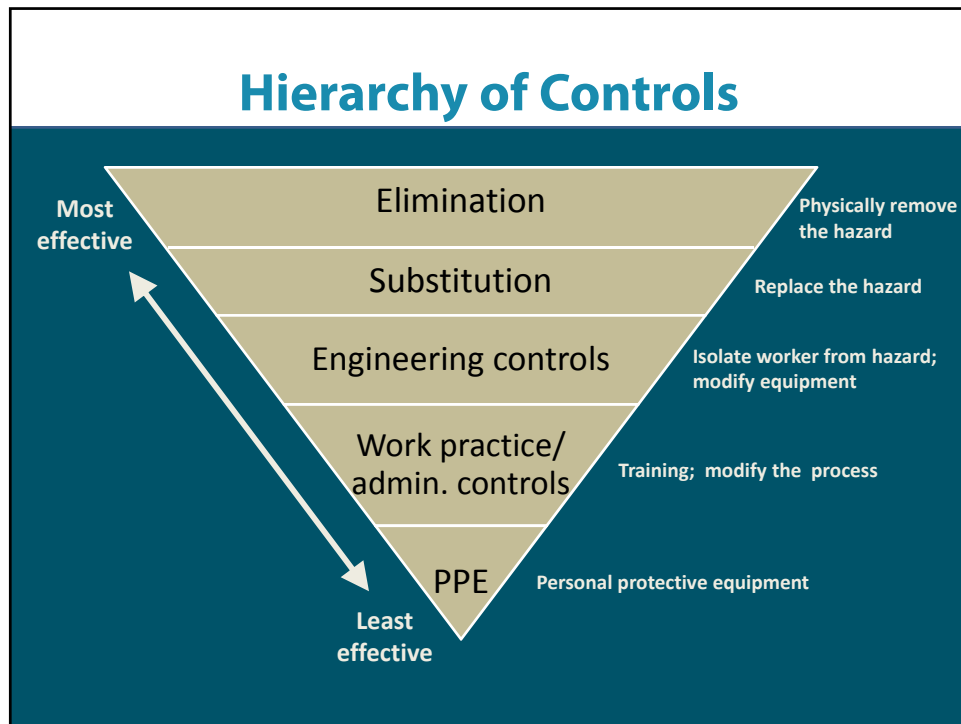 Hierarchy of Controls
Most
effective
Elimination
Physically remove
the hazard
Substitution
Replace the hazard
Engineering controls
Isolate worker from hazard;
modify equipment
Work practice/
admin. controls
Training; modify the process
PPE
Personal protective equipment
Least
effective